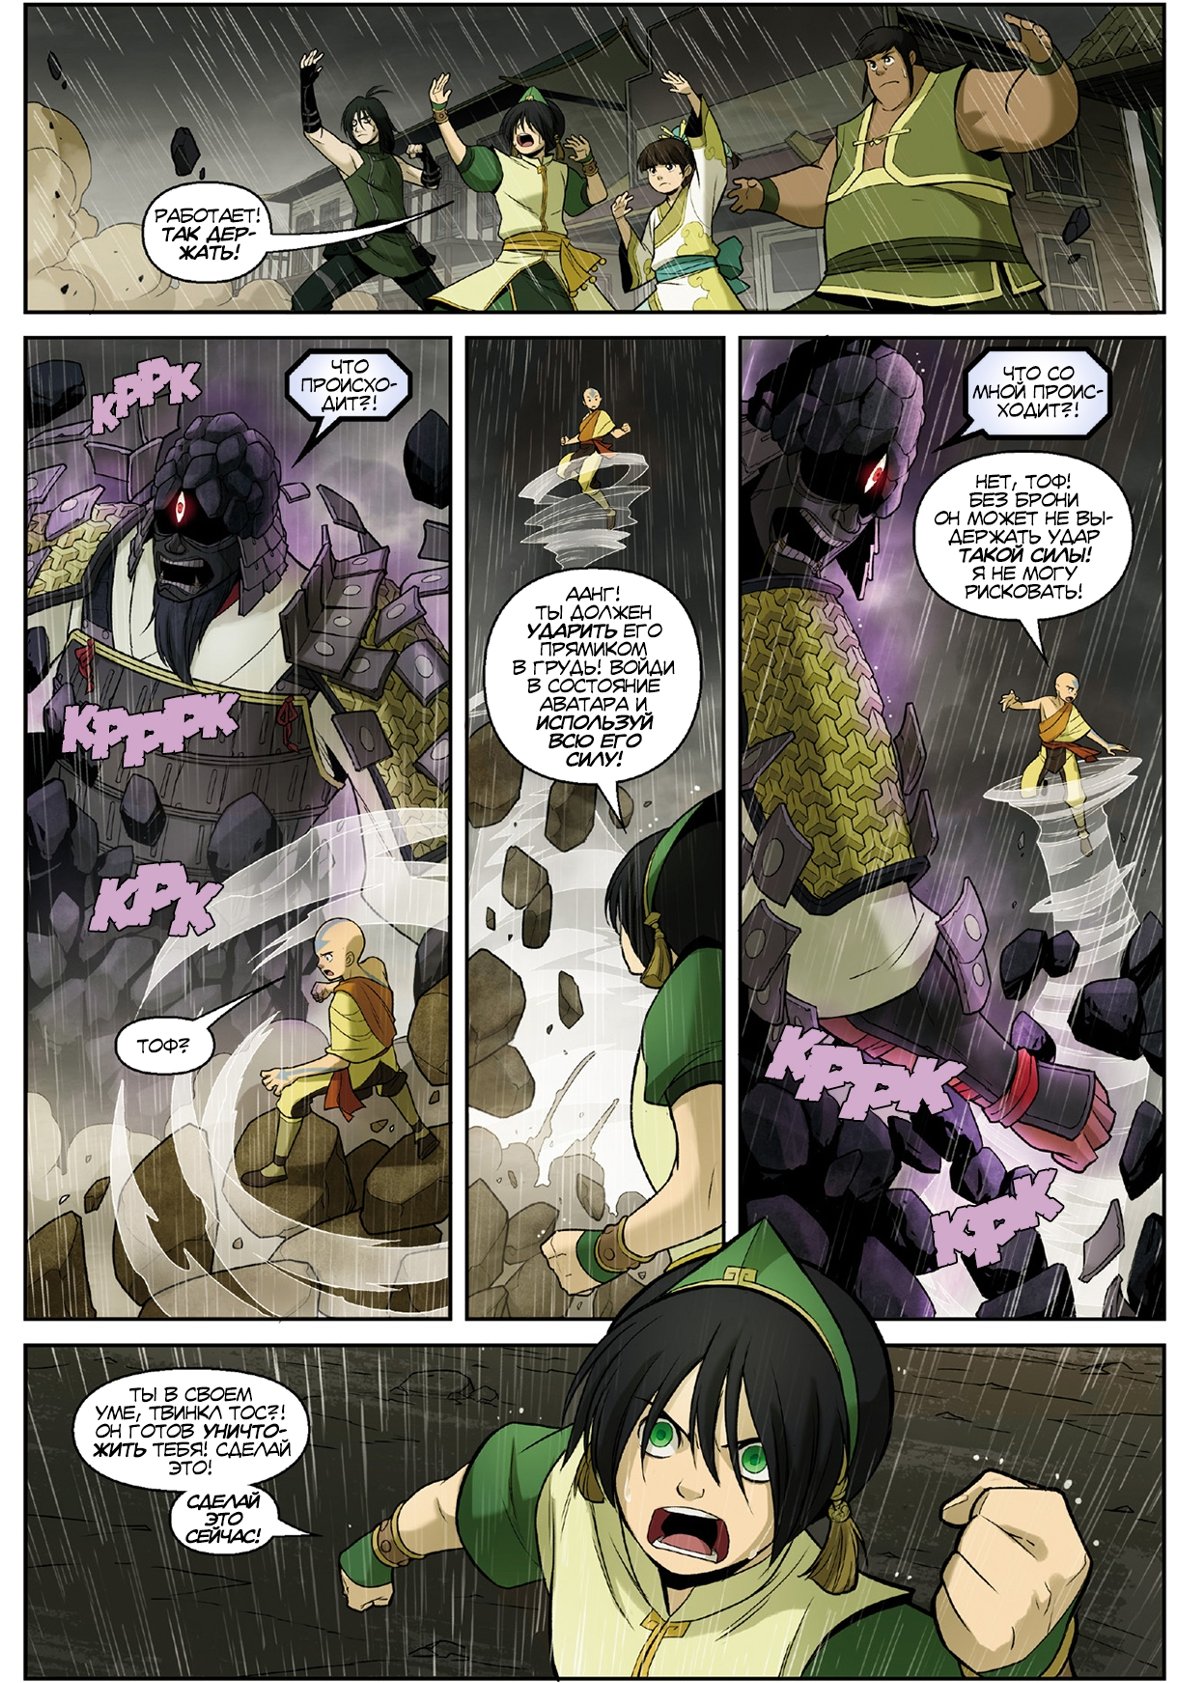 РАБОТАЕТ!
ТАК ДЕР-
ЖАТЬ!
КРРК
ЧТО
ПРОИСХО-
ДИТ?!
КРРРК
КРК
ТОФ?
ААНГ!
ТЫ ДОЛЖЕН
УДАРИТЬ ЕГО
ПРЯМИКОМ
В ГРУДЬ! ВОЙДИ
В СОСТОЯНИЕ
АВАТАРА И
ИСПОЛЬЗУЙ
ВСЮ ЕГО
СИЛУ!
ЧТО СО
МНОЙ ПРОИС-
ХОДИТ?!
НЕТ, ТОФ!
БЕЗ БРОНИ
ОН МОЖЕТ НЕ ВЫ-
ДЕРЖАТЬ УДАР
ТАКОЙ СИЛЫ!
Я НЕ МОГУ
РИСКОВАТЬ!
КРРК
КРК
ТЫ В СВОЕМ
УМЕ, ТВИНКЛ ТОС?!
ОН ГОТОВ УНИЧТО-
ЖИТЬ ТЕБЯ! СДЕЛАЙ
ЭТО!
СДЕЛАЙ
ЭТО
СЕЙЧАС!